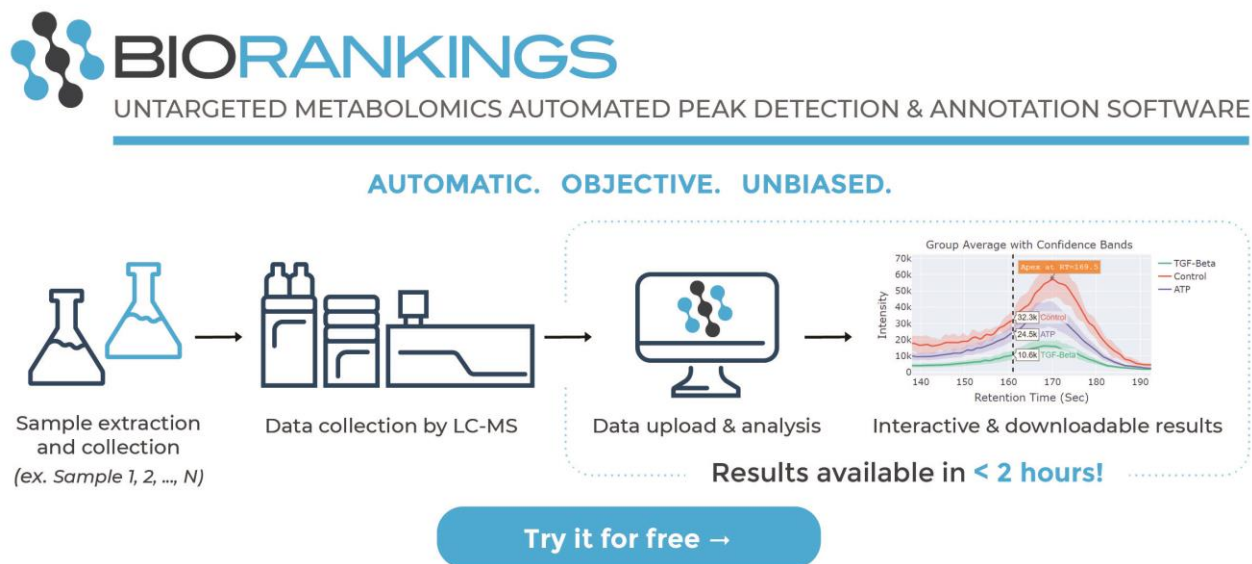 BIORANKINGS
UNTARGETED METABOLOMICS AUTOMATED PEAK DETECTION & ANNOTATION SOFTWARE
AUTOMATIC. OBJECTIVE. UNBIASED.
Sample extraction
and collection
(ex. Sample 1, 2, ..., N)
Data collection by LC-MS
Data upload & analysis
Group Average with Confidence Bands
70k
60k
50k
40k
30k
20k
10k
0
Intensity
Apex at RT=169.5
32.3k Control
24.5k ATP
10.6k TGF-Beta
TGF-Beta
Control
ATP
140 150 160 170 180 190
Retention Time (Sec)
Interactive & downloadable results
Results available in < 2 hours!
Try it for free →